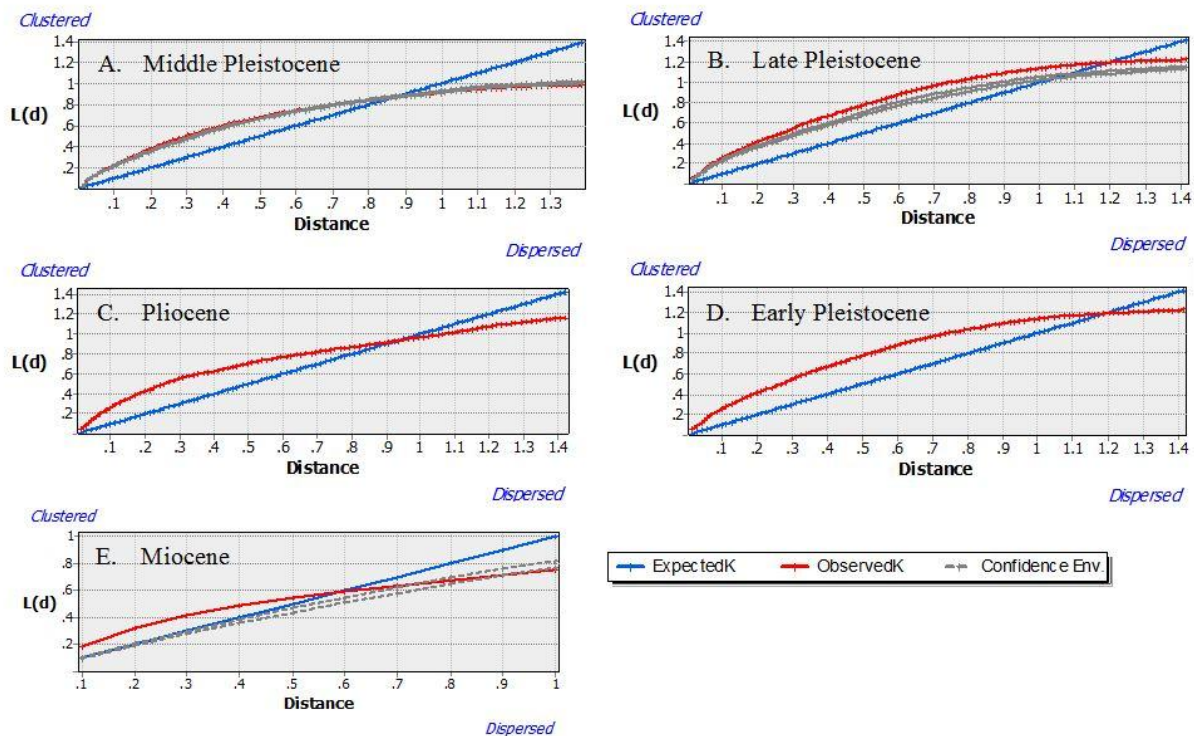 Clustered
1.4
1.2
1
.8
.6
.4
.2
L(d)
A. Middle Pleistocene
.1 .2 .3 .4 .5 .6 .7 .8 .9 1 1.1 1.2 1.3
Distance
Dispersed
Clustered
1.4
1.2
1
.8
.6
.4
.2
L(d)
B. Late Pleistocene
.1 .2 .3 .4 .5 .6 .7 .8 .9 1 1.1 1.2 1.3 1.4
Distance
Dispersed
Clustered
1.4
1.2
1
.8
.6
.4
.2
L(d)
C. Pliocene
.1 .2 .3 .4 .5 .6 .7 .8 .9 1 1.1 1.2 1.3 1.4
Distance
Dispersed
Clustered
1.4
1.2
1
.8
.6
.4
.2
L(d)
D. Early Pleistocene
.1 .2 .3 .4 .5 .6 .7 .8 .9 1 1.1 1.2 1.3 1.4
Distance
Dispersed
Clustered
1
.8
.6
.4
.2
L(d)
E. Miocene
.1 .2 .3 .4 .5 .6 .7 .8 .9 1
Distance
Dispersed
ExpectedK ObservedK Confidence Env.